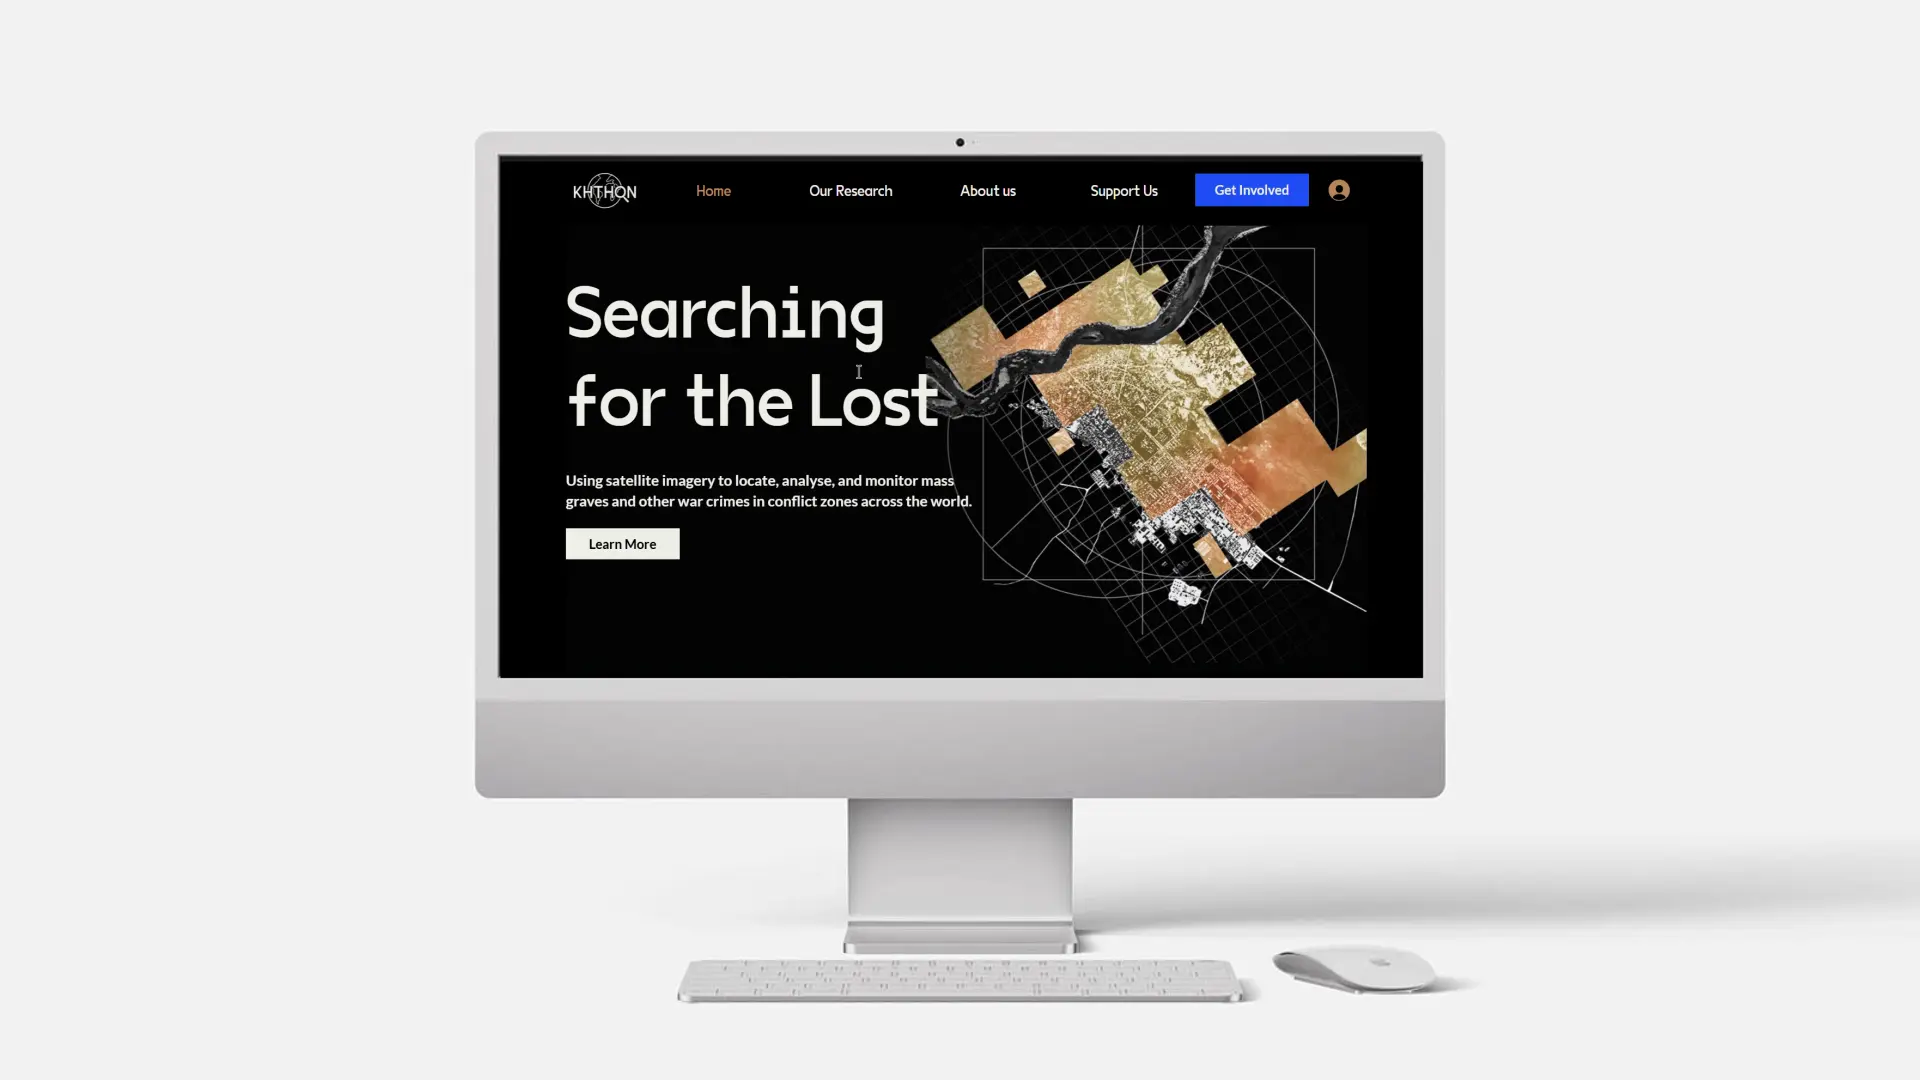 KHTHON
Home
Our Research
About us
Support Us
Get Involved
Searching
for the Lost
Using satellite imagery to locate, analyse, and monitor mass
graves and other war crimes in conflict zones across the world.
Learn More